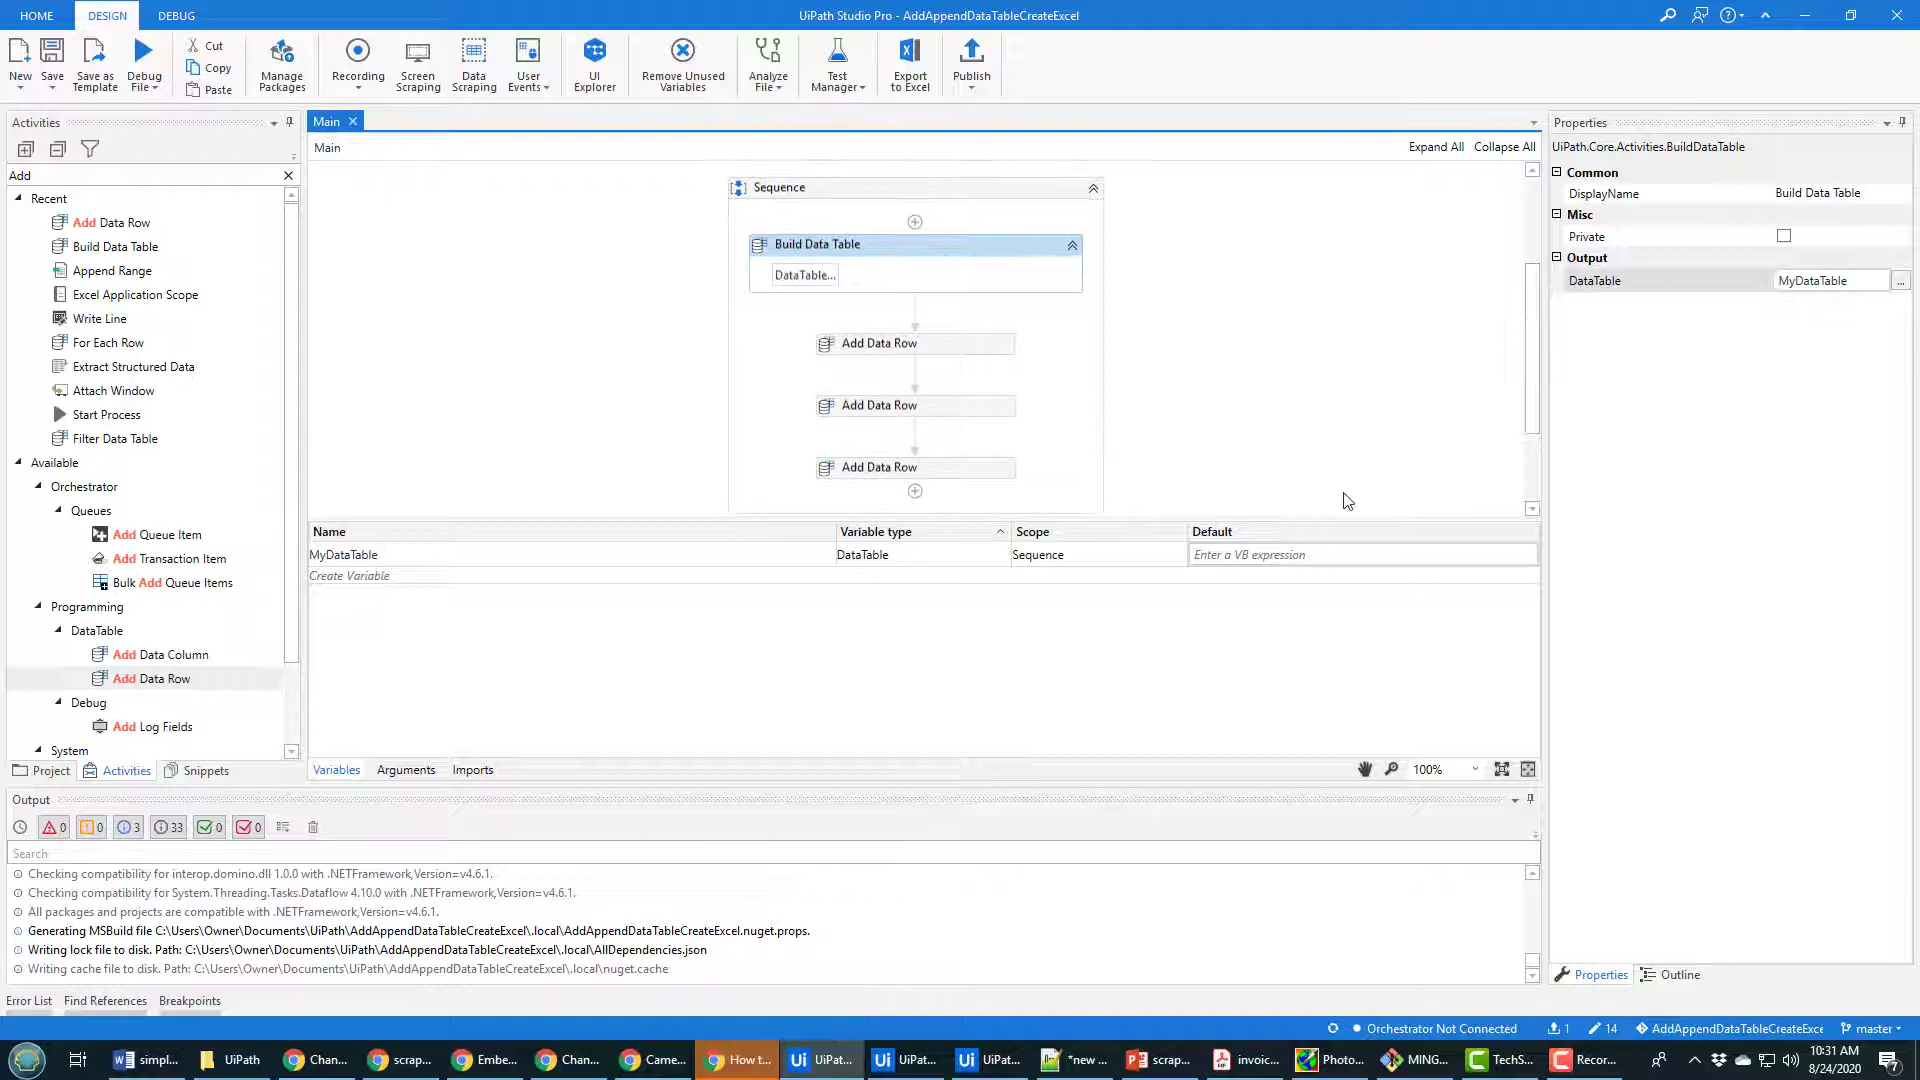 HOME DESIGN DEBUG UiPath Studio Pro - AddAppendDataTableCreateExcel
New Save Save as Template Debug File Cut Copy Paste Manage Packages Recording Screen Scraping Data Scraping User Events UI Explorer Remove Unused Variables Analyze File Test Manager Export to Excel Publish
Activities
Add
Recent
Add Data Row
Build Data Table
Append Range
Excel Application Scope
Write Line
For Each Row
Extract Structured Data
Attach Window
Start Process
Filter Data Table
Available
Orchestrator
Queues
Add Queue Item
Add Transaction Item
Bulk Add Queue Items
Programming
DataTable
Add Data Column
Add Data Row
Debug
Add Log Fields
System
Project Activities Snippets
Main
Main Expand All Collapse All
Sequence
Build Data Table
DataTable...
Add Data Row
Add Data Row
Add Data Row
Name Variable type Scope Default
MyDataTable DataTable Sequence Enter a VB expression
Create Variable
Variables Arguments Imports 100%
Properties
UiPath.Core.Activities.BuildDataTable
Common
DisplayName Build Data Table
Misc
Private
Output
DataTable MyDataTable ...
Properties Outline
Output
0 0 3 33 0 0
Search
Checking compatibility for interop.domino.dll 1.0.0 with .NETFramework,Version=v4.6.1.
Checking compatibility for System.Threading.Tasks.Dataflow 4.10.0 with .NETFramework,Version=v4.6.1.
All packages and projects are compatible with .NETFramework,Version=v4.6.1.
Generating MSBuild file C:\Users\Owner\Documents\UiPath\AddAppendDataTableCreateExcel\.local\AddAppendDataTableCreateExcel.nuget.props.
Writing lock file to disk. Path: C:\Users\Owner\Documents\UiPath\AddAppendDataTableCreateExcel\.local\AllDependencies.json
Writing cache file to disk. Path: C:\Users\Owner\Documents\UiPath\AddAppendDataTableCreateExcel\.local\nuget.cache
Error List Find References Breakpoints
Orchestrator Not Connected 1 14 AddAppendDataTableCreateExce master
simpl... UiPath Chan... scrap... Embe... Chan... Came... How t... UiPat... UiPat... UiPat... *new ... scrap... invoic... Photo... MING... TechS... Recor... 10:31 AM
8/24/2020 7